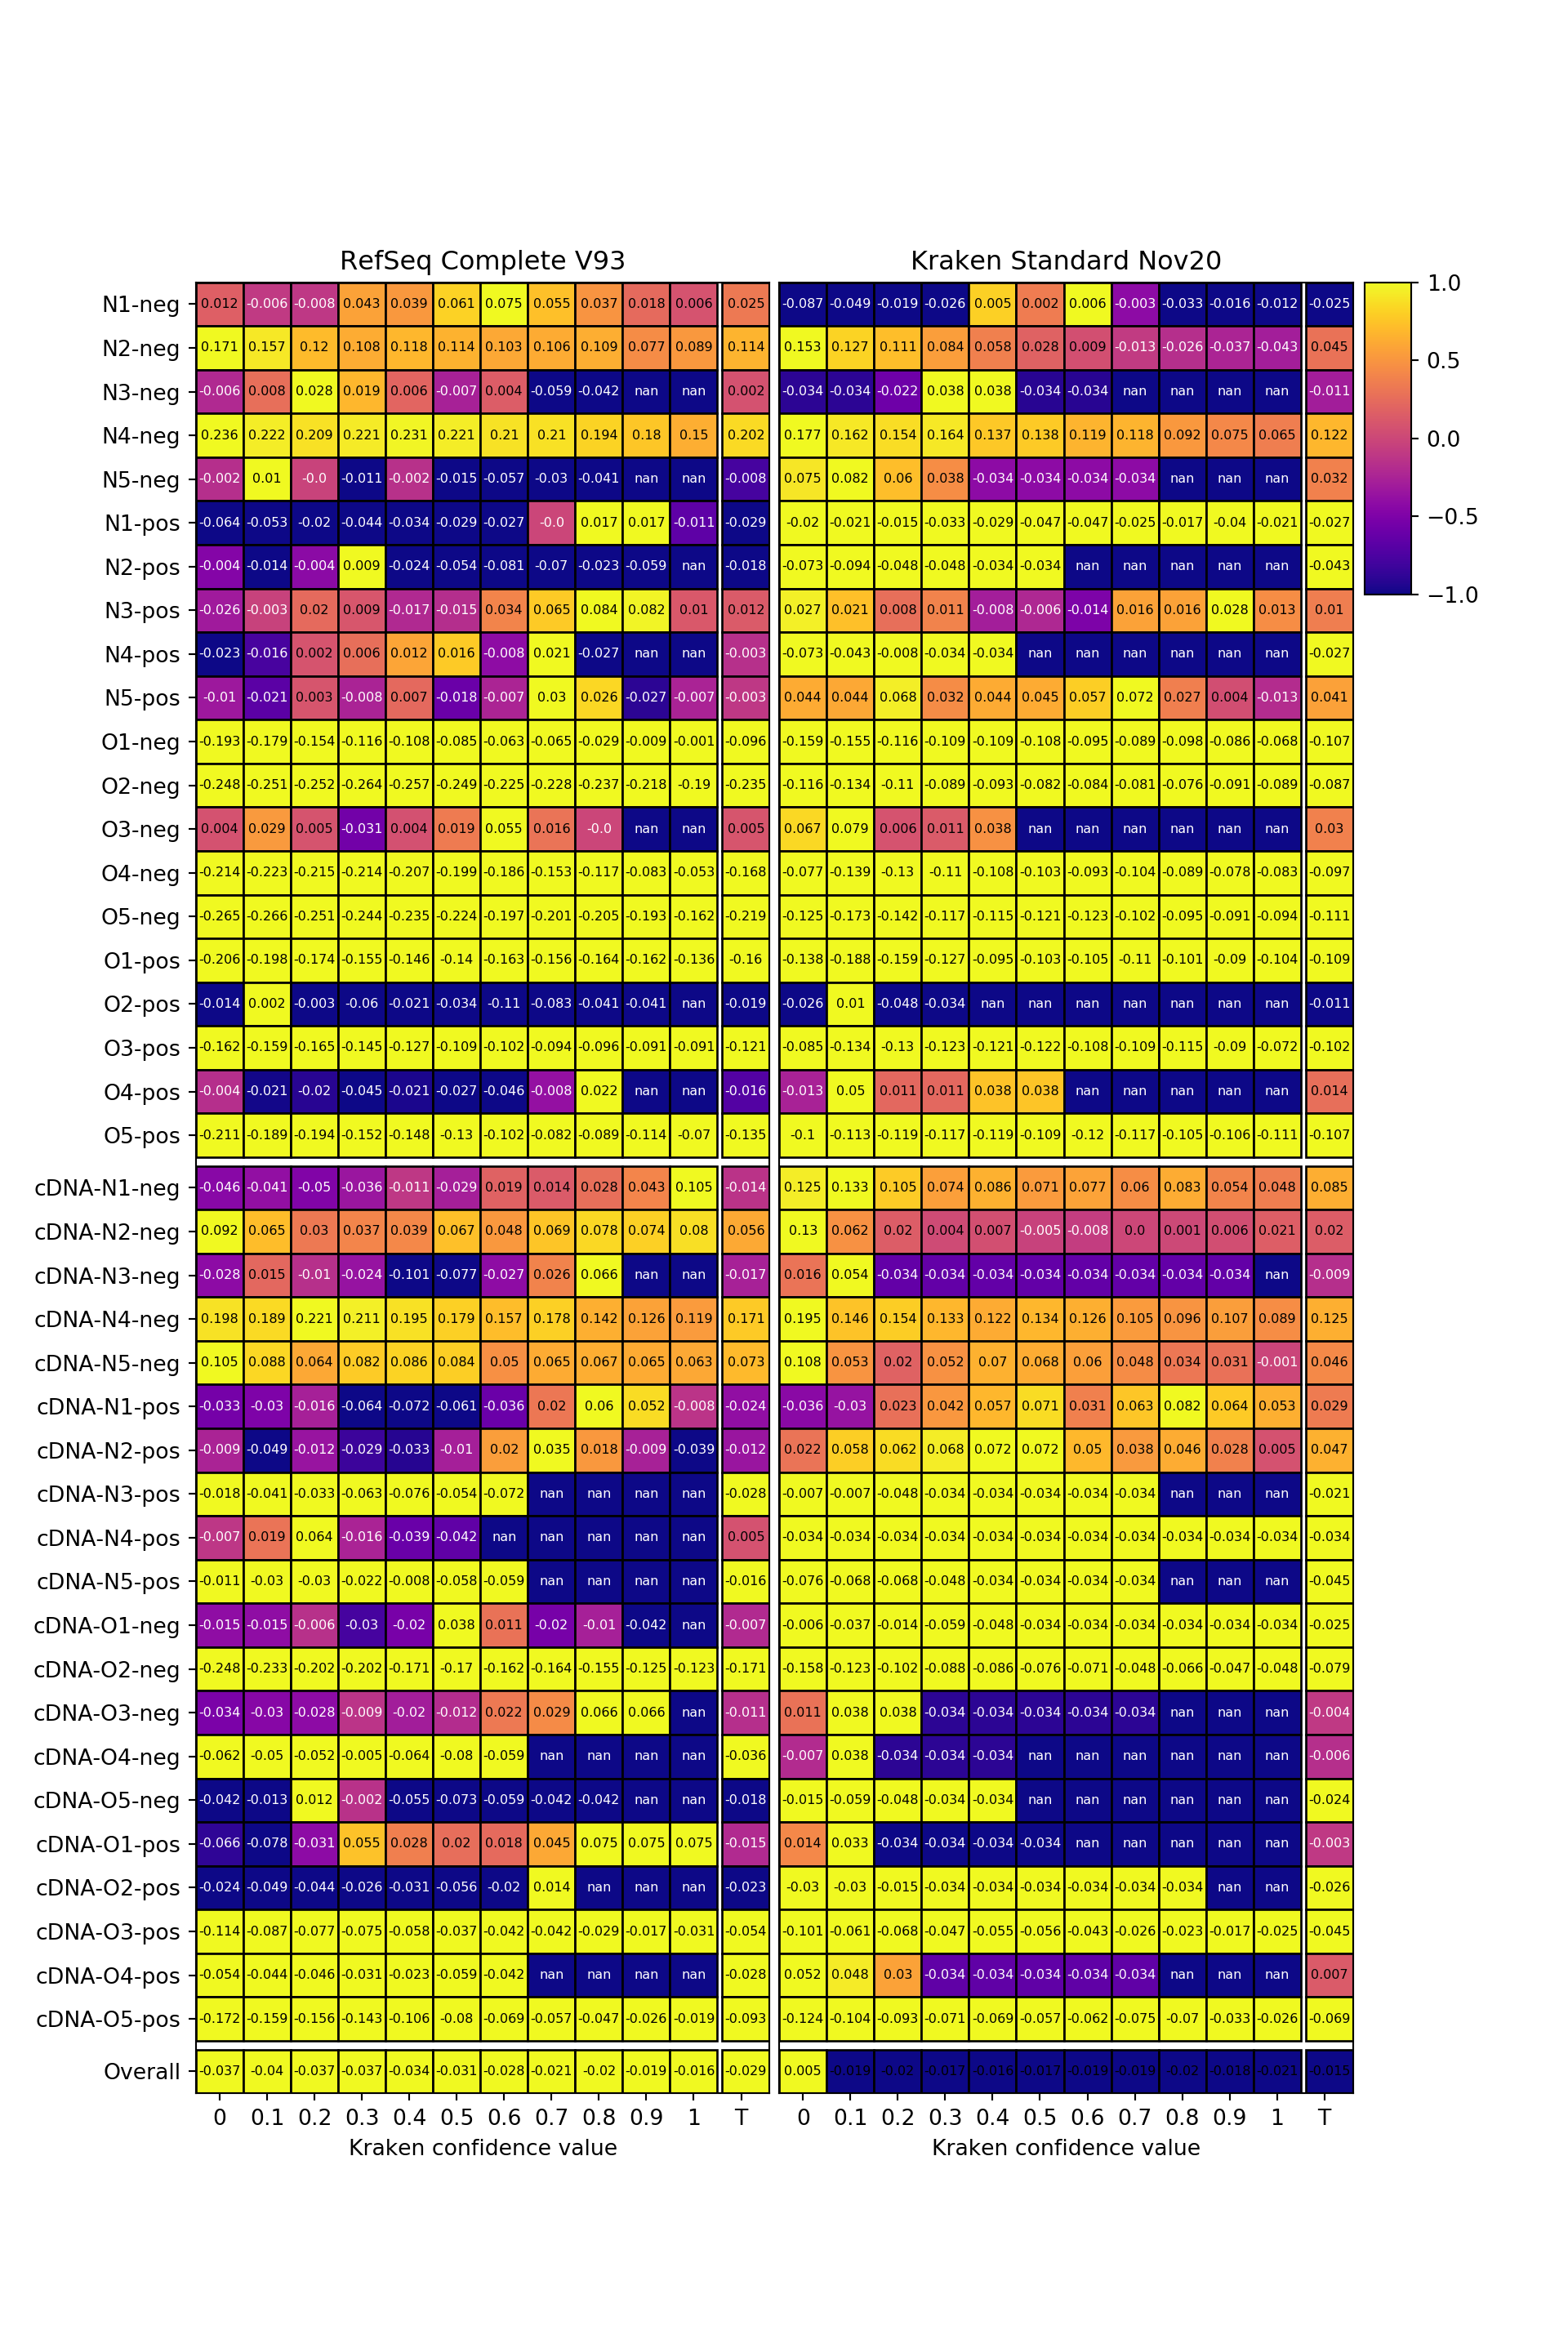 RefSeq Complete V93 Kraken Standard Nov20
N1-neg 0.012 -0.006 -0.008 0.043 0.039 0.061 0.075 0.055 0.037 0.018 0.006 0.025 -0.087 -0.049 -0.019 -0.026 0.005 0.002 0.006 -0.003 -0.033 -0.016 -0.012 -0.025 1.0
N2-neg 0.171 0.157 0.12 0.108 0.118 0.114 0.103 0.106 0.109 0.077 0.089 0.114 0.153 0.127 0.111 0.084 0.058 0.028 0.009 -0.013 -0.026 -0.037 -0.043 0.045 0.5
N3-neg -0.006 0.008 0.028 0.019 0.006 -0.007 0.004 -0.059 -0.042 nan nan 0.002 -0.034 -0.034 -0.022 0.038 0.038 -0.034 -0.034 nan nan nan nan -0.011
N4-neg 0.236 0.222 0.209 0.221 0.231 0.221 0.21 0.21 0.194 0.18 0.15 0.202 0.177 0.162 0.154 0.164 0.137 0.138 0.119 0.118 0.092 0.075 0.065 0.122 0.0
N5-neg -0.002 0.01 -0.0 -0.011 -0.002 -0.015 -0.057 -0.03 -0.041 nan nan -0.008 0.075 0.082 0.06 0.038 -0.034 -0.034 -0.034 -0.034 nan nan nan 0.032
N1-pos -0.064 -0.053 -0.02 -0.044 -0.034 -0.029 -0.027 -0.0 0.017 0.017 -0.011 -0.029 -0.02 -0.021 -0.015 -0.033 -0.029 -0.047 -0.047 -0.025 -0.017 -0.04 -0.021 -0.027 −0.5
N2-pos -0.004 -0.014 -0.004 0.009 -0.024 -0.054 -0.081 -0.07 -0.023 -0.059 nan -0.018 -0.073 -0.094 -0.048 -0.048 -0.034 -0.034 nan nan nan nan nan -0.043
N3-pos -0.026 -0.003 0.02 0.009 -0.017 -0.015 0.034 0.065 0.084 0.082 0.01 0.012 0.027 0.021 0.008 0.011 -0.008 -0.006 -0.014 0.016 0.016 0.028 0.013 0.01 −1.0
N4-pos -0.023 -0.016 0.002 0.006 0.012 0.016 -0.008 0.021 -0.027 nan nan -0.003 -0.073 -0.043 -0.008 -0.034 -0.034 nan nan nan nan nan nan -0.027
N5-pos -0.01 -0.021 0.003 -0.008 0.007 -0.018 -0.007 0.03 0.026 -0.027 -0.007 -0.003 0.044 0.044 0.068 0.032 0.044 0.045 0.057 0.072 0.027 0.004 -0.013 0.041
O1-neg -0.193 -0.179 -0.154 -0.116 -0.108 -0.085 -0.063 -0.065 -0.029 -0.009 -0.001 -0.096 -0.159 -0.155 -0.116 -0.109 -0.109 -0.108 -0.095 -0.089 -0.098 -0.086 -0.068 -0.107
O2-neg -0.248 -0.251 -0.252 -0.264 -0.257 -0.249 -0.225 -0.228 -0.237 -0.218 -0.19 -0.235 -0.116 -0.134 -0.11 -0.089 -0.093 -0.082 -0.084 -0.081 -0.076 -0.091 -0.089 -0.087
O3-neg 0.004 0.029 0.005 -0.031 0.004 0.019 0.055 0.016 -0.0 nan nan 0.005 0.067 0.079 0.006 0.011 0.038 nan nan nan nan nan nan 0.03
O4-neg -0.214 -0.223 -0.215 -0.214 -0.207 -0.199 -0.186 -0.153 -0.117 -0.083 -0.053 -0.168 -0.077 -0.139 -0.13 -0.11 -0.108 -0.103 -0.093 -0.104 -0.089 -0.078 -0.083 -0.097
O5-neg -0.265 -0.266 -0.251 -0.244 -0.235 -0.224 -0.197 -0.201 -0.205 -0.193 -0.162 -0.219 -0.125 -0.173 -0.142 -0.117 -0.115 -0.121 -0.123 -0.102 -0.095 -0.091 -0.094 -0.111
O1-pos -0.206 -0.198 -0.174 -0.155 -0.146 -0.14 -0.163 -0.156 -0.164 -0.162 -0.136 -0.16 -0.138 -0.188 -0.159 -0.127 -0.095 -0.103 -0.105 -0.11 -0.101 -0.09 -0.104 -0.109
O2-pos -0.014 0.002 -0.003 -0.06 -0.021 -0.034 -0.11 -0.083 -0.041 -0.041 nan -0.019 -0.026 0.01 -0.048 -0.034 nan nan nan nan nan nan nan -0.011
O3-pos -0.162 -0.159 -0.165 -0.145 -0.127 -0.109 -0.102 -0.094 -0.096 -0.091 -0.091 -0.121 -0.085 -0.134 -0.13 -0.123 -0.121 -0.122 -0.108 -0.109 -0.115 -0.09 -0.072 -0.102
O4-pos -0.004 -0.021 -0.02 -0.045 -0.021 -0.027 -0.046 -0.008 0.022 nan nan -0.016 -0.013 0.05 0.011 0.011 0.038 0.038 nan nan nan nan nan 0.014
O5-pos -0.211 -0.189 -0.194 -0.152 -0.148 -0.13 -0.102 -0.082 -0.089 -0.114 -0.07 -0.135 -0.1 -0.113 -0.119 -0.117 -0.119 -0.109 -0.12 -0.117 -0.105 -0.106 -0.111 -0.107
cDNA-N1-neg -0.046 -0.041 -0.05 -0.036 -0.011 -0.029 0.019 0.014 0.028 0.043 0.105 -0.014 0.125 0.133 0.105 0.074 0.086 0.071 0.077 0.06 0.083 0.054 0.048 0.085
cDNA-N2-neg 0.092 0.065 0.03 0.037 0.039 0.067 0.048 0.069 0.078 0.074 0.08 0.056 0.13 0.062 0.02 0.004 0.007 -0.005 -0.008 0.0 0.001 0.006 0.021 0.02
cDNA-N3-neg -0.028 0.015 -0.01 -0.024 -0.101 -0.077 -0.027 0.026 0.066 nan nan -0.017 0.016 0.054 -0.034 -0.034 -0.034 -0.034 -0.034 -0.034 -0.034 -0.034 nan -0.009
cDNA-N4-neg 0.198 0.189 0.221 0.211 0.195 0.179 0.157 0.178 0.142 0.126 0.119 0.171 0.195 0.146 0.154 0.133 0.122 0.134 0.126 0.105 0.096 0.107 0.089 0.125
cDNA-N5-neg 0.105 0.088 0.064 0.082 0.086 0.084 0.05 0.065 0.067 0.065 0.063 0.073 0.108 0.053 0.02 0.052 0.07 0.068 0.06 0.048 0.034 0.031 -0.001 0.046
cDNA-N1-pos -0.033 -0.03 -0.016 -0.064 -0.072 -0.061 -0.036 0.02 0.06 0.052 -0.008 -0.024 -0.036 -0.03 0.023 0.042 0.057 0.071 0.031 0.063 0.082 0.064 0.053 0.029
cDNA-N2-pos -0.009 -0.049 -0.012 -0.029 -0.033 -0.01 0.02 0.035 0.018 -0.009 -0.039 -0.012 0.022 0.058 0.062 0.068 0.072 0.072 0.05 0.038 0.046 0.028 0.005 0.047
cDNA-N3-pos -0.018 -0.041 -0.033 -0.063 -0.076 -0.054 -0.072 nan nan nan nan -0.028 -0.007 -0.007 -0.048 -0.034 -0.034 -0.034 -0.034 -0.034 nan nan nan -0.021
cDNA-N4-pos -0.007 0.019 0.064 -0.016 -0.039 -0.042 nan nan nan nan nan 0.005 -0.034 -0.034 -0.034 -0.034 -0.034 -0.034 -0.034 -0.034 -0.034 -0.034 -0.034 -0.034
cDNA-N5-pos -0.011 -0.03 -0.03 -0.022 -0.008 -0.058 -0.059 nan nan nan nan -0.016 -0.076 -0.068 -0.068 -0.048 -0.034 -0.034 -0.034 -0.034 nan nan nan -0.045
cDNA-O1-neg -0.015 -0.015 -0.006 -0.03 -0.02 0.038 0.011 -0.02 -0.01 -0.042 nan -0.007 -0.006 -0.037 -0.014 -0.059 -0.048 -0.034 -0.034 -0.034 -0.034 -0.034 -0.034 -0.025
cDNA-O2-neg -0.248 -0.233 -0.202 -0.202 -0.171 -0.17 -0.162 -0.164 -0.155 -0.125 -0.123 -0.171 -0.158 -0.123 -0.102 -0.088 -0.086 -0.076 -0.071 -0.048 -0.066 -0.047 -0.048 -0.079
cDNA-O3-neg -0.034 -0.03 -0.028 -0.009 -0.02 -0.012 0.022 0.029 0.066 0.066 nan -0.011 0.011 0.038 0.038 -0.034 -0.034 -0.034 -0.034 -0.034 nan nan nan -0.004
cDNA-O4-neg -0.062 -0.05 -0.052 -0.005 -0.064 -0.08 -0.059 nan nan nan nan -0.036 -0.007 0.038 -0.034 -0.034 -0.034 nan nan nan nan nan nan -0.006
cDNA-O5-neg -0.042 -0.013 0.012 -0.002 -0.055 -0.073 -0.059 -0.042 -0.042 nan nan -0.018 -0.015 -0.059 -0.048 -0.034 -0.034 nan nan nan nan nan nan -0.024
cDNA-O1-pos -0.066 -0.078 -0.031 0.055 0.028 0.02 0.018 0.045 0.075 0.075 0.075 -0.015 0.014 0.033 -0.034 -0.034 -0.034 -0.034 nan nan nan nan nan -0.003
cDNA-O2-pos -0.024 -0.049 -0.044 -0.026 -0.031 -0.056 -0.02 0.014 nan nan nan -0.023 -0.03 -0.03 -0.015 -0.034 -0.034 -0.034 -0.034 -0.034 -0.034 nan nan -0.026
cDNA-O3-pos -0.114 -0.087 -0.077 -0.075 -0.058 -0.037 -0.042 -0.042 -0.029 -0.017 -0.031 -0.054 -0.101 -0.061 -0.068 -0.047 -0.055 -0.056 -0.043 -0.026 -0.023 -0.017 -0.025 -0.045
cDNA-O4-pos -0.054 -0.044 -0.046 -0.031 -0.023 -0.059 -0.042 nan nan nan nan -0.028 0.052 0.048 0.03 -0.034 -0.034 -0.034 -0.034 -0.034 nan nan nan 0.007
cDNA-O5-pos -0.172 -0.159 -0.156 -0.143 -0.106 -0.08 -0.069 -0.057 -0.047 -0.026 -0.019 -0.093 -0.124 -0.104 -0.093 -0.071 -0.069 -0.057 -0.062 -0.075 -0.07 -0.033 -0.026 -0.069
Overall -0.037 -0.04 -0.037 -0.037 -0.034 -0.031 -0.028 -0.021 -0.02 -0.019 -0.016 -0.029 0.005 -0.019 -0.02 -0.017 -0.016 -0.017 -0.019 -0.019 -0.02 -0.018 -0.021 -0.015
0 0.1 0.2 0.3 0.4 0.5 0.6 0.7 0.8 0.9 1 T 0 0.1 0.2 0.3 0.4 0.5 0.6 0.7 0.8 0.9 1 T
Kraken confidence value Kraken confidence value